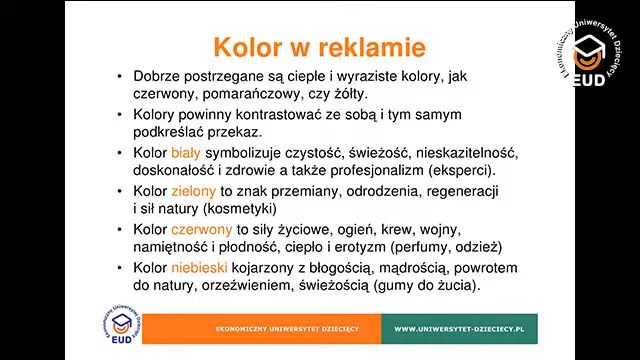 Kolor w reklamie
• Dobrze postrzegane są ciepłe i wyraziste kolory, jak
czerwony, pomarańczowy, czy żółty.
• Kolory powinny kontrastować ze sobą i tym samym
podkreślać przekaz.
• Kolor biały symbolizuje czystość, świeżość, nieskazitelność,
doskonałość i zdrowie a także profesjonalizm (eksperci).
• Kolor zielony to znak przemiany, odrodzenia, regeneracji
i sił natury (kosmetyki)
• Kolor czerwony to siły życiowe, ogień, krew, wojny,
namiętność i płodność, ciepło i erotyzm (perfumy, odzież)
• Kolor niebieski kojarzony z błogością, mądrością, powrotem
do natury, orzeźwieniem, świeżością (gumy do żucia).
Ekonomiczny Uniwersytet Dziecięcy
EUD
EKONOMICZNY UNIWERSYTET DZIECIĘCY
WWW.UNIWERSYTET-DZIECIECY.PL
Ekonomiczny Uniwersytet Dziecięcy
EUD